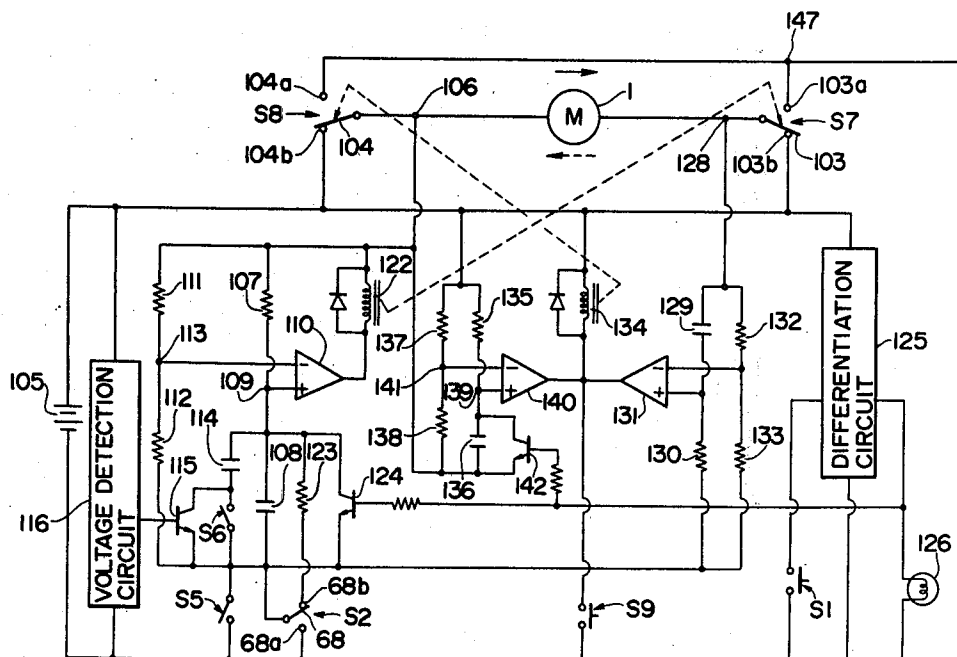 147
104a
106
1
103a
S8
M
S7
104
104b
128
103b
103
111
107
122
135
129
132
110
134
113
137
125
109
141
139
140
131
105
112
114
138
130
133
115
108
123
124
136
142
116
VOLTAGE DETECTION CIRCUIT
DIFFERENTIATION CIRCUIT
S6
126
68b
S5
S2
S9
S1
68a
68
- + - + - +